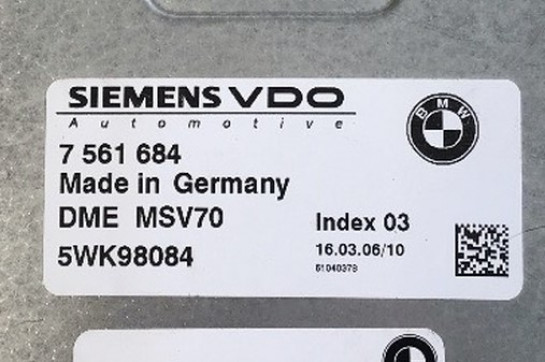 SIEMENS VDO
Automotive
BMW
7 561 684
Made in Germany
DME MSV70
Index 03
5WK98084
16.03.06/10
61040379